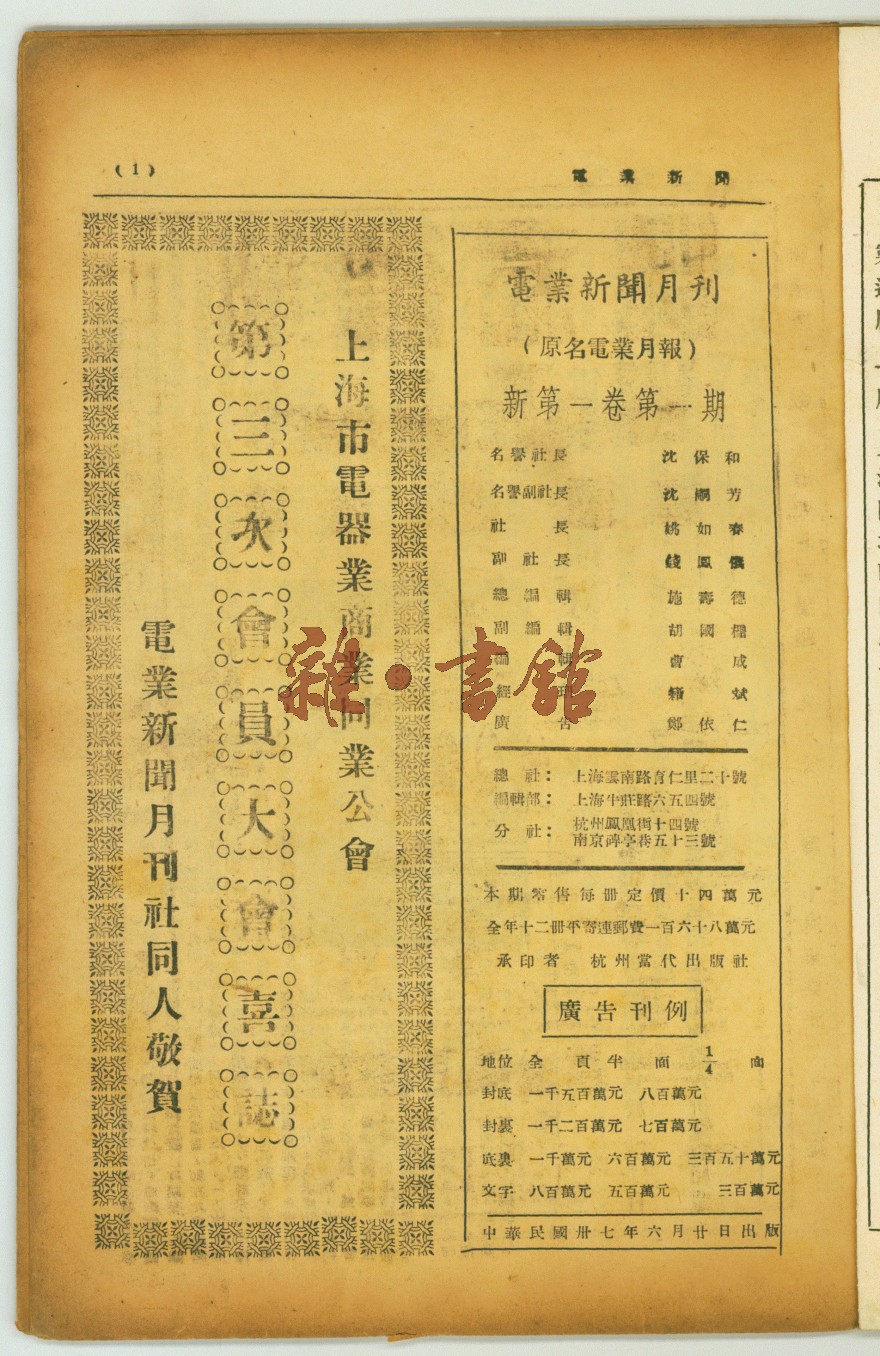 電業新聞
(1)
電業新聞月刊
(原名電業月報)
新第一卷第一期
名譽社長 沈保和
名譽副社長 沈嗣芳
社長 姚如春
副社長 錢鳳儀
總編輯 施壽德
副編輯 胡國樞
編輯 曹成
經理 斌
廣告 鄭依仁
總社：上海雲南路育仁里二十號
編輯部：上海牛莊路六五四號
分社：杭州鳳凰街十四號
南京碑亭巷五十三號
本期零售每册定價十四萬元
全年十二册平寄連郵費一百六十八萬元
承印者 杭州當代出版社
廣告刊例
地位 全頁 半面 1/4面
封底 一千五百萬元 八百萬元
封裏 一千二百萬元 七百萬元
底裏 一千萬元 六百萬元 三百五十萬元
文字 八百萬元 五百萬元 三百萬元
中華民國卅七年六月廿日出版
上海市電器業商業同業公會
第三次會員大會喜誌
電業新聞月刊社同人敬賀
雜·書館